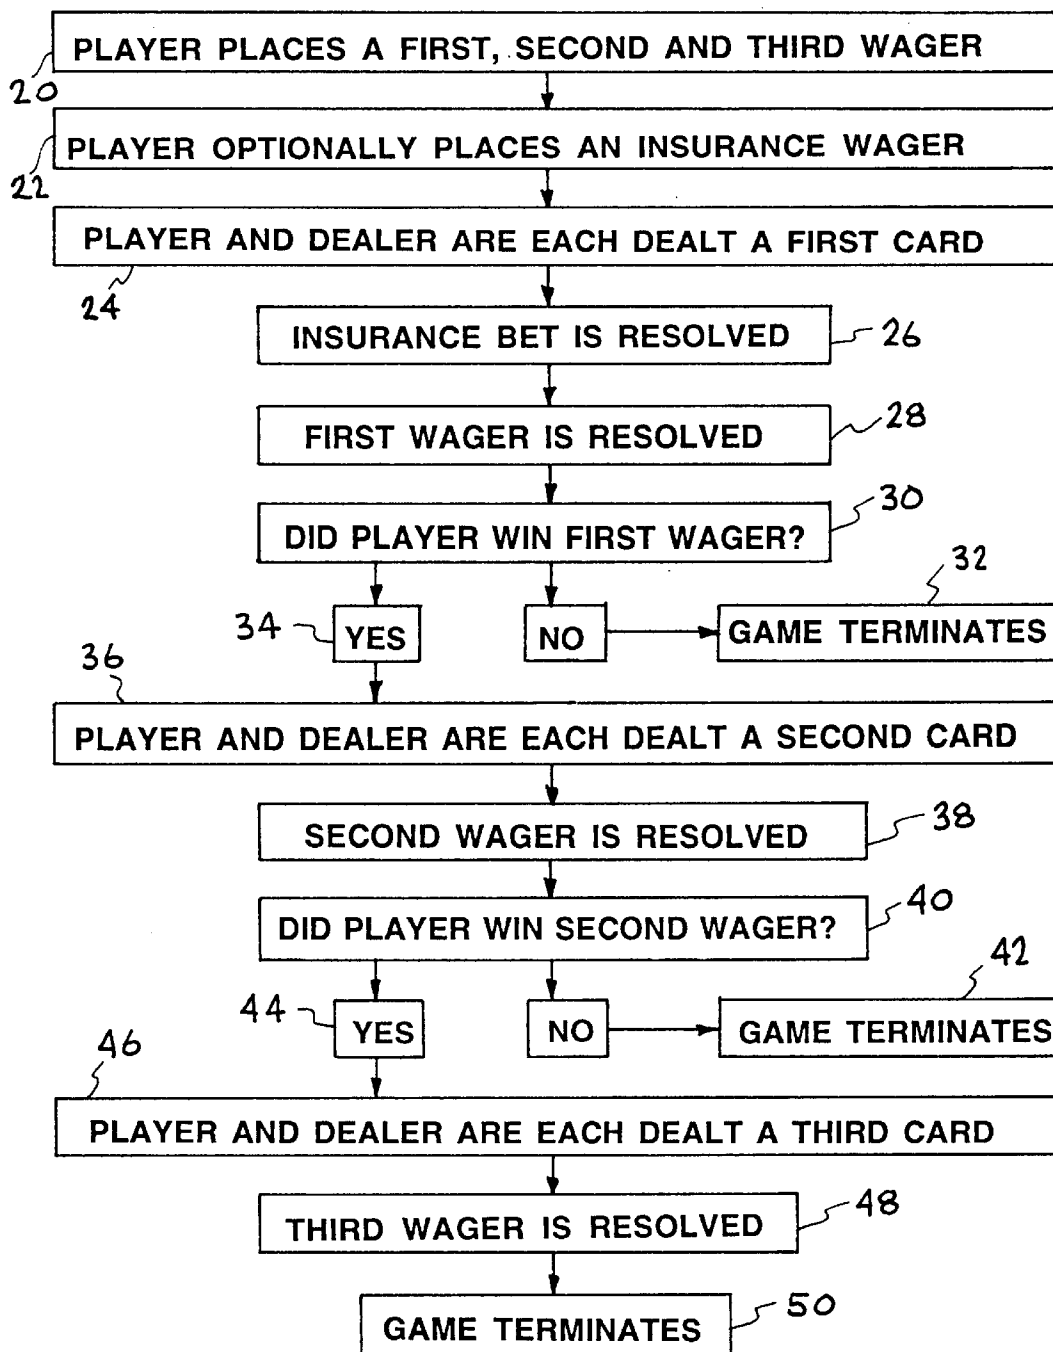 PLAYER PLACES A FIRST, SECOND AND THIRD WAGER
20
PLAYER OPTIONALLY PLACES AN INSURANCE WAGER
22
PLAYER AND DEALER ARE EACH DEALT A FIRST CARD
24
INSURANCE BET IS RESOLVED
26
FIRST WAGER IS RESOLVED
28
DID PLAYER WIN FIRST WAGER?
30
34
YES
NO
GAME TERMINATES
32
36
PLAYER AND DEALER ARE EACH DEALT A SECOND CARD
SECOND WAGER IS RESOLVED
38
DID PLAYER WIN SECOND WAGER?
40
44
YES
NO
GAME TERMINATES
42
46
PLAYER AND DEALER ARE EACH DEALT A THIRD CARD
THIRD WAGER IS RESOLVED
48
GAME TERMINATES
50